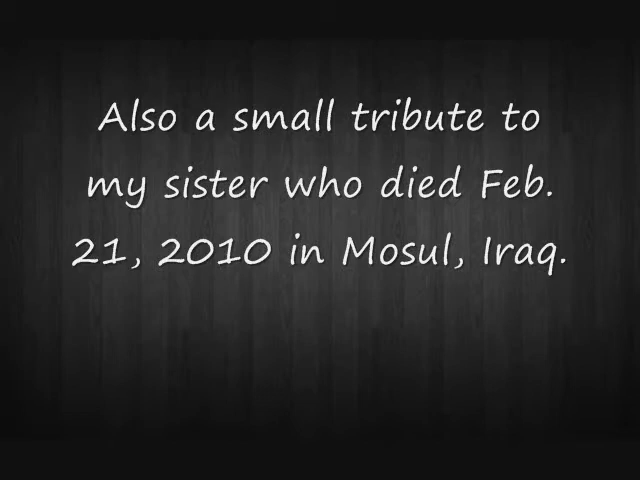 Also a small tribute to
my sister who died Feb.
21, 2010 in Mosul, Iraq.